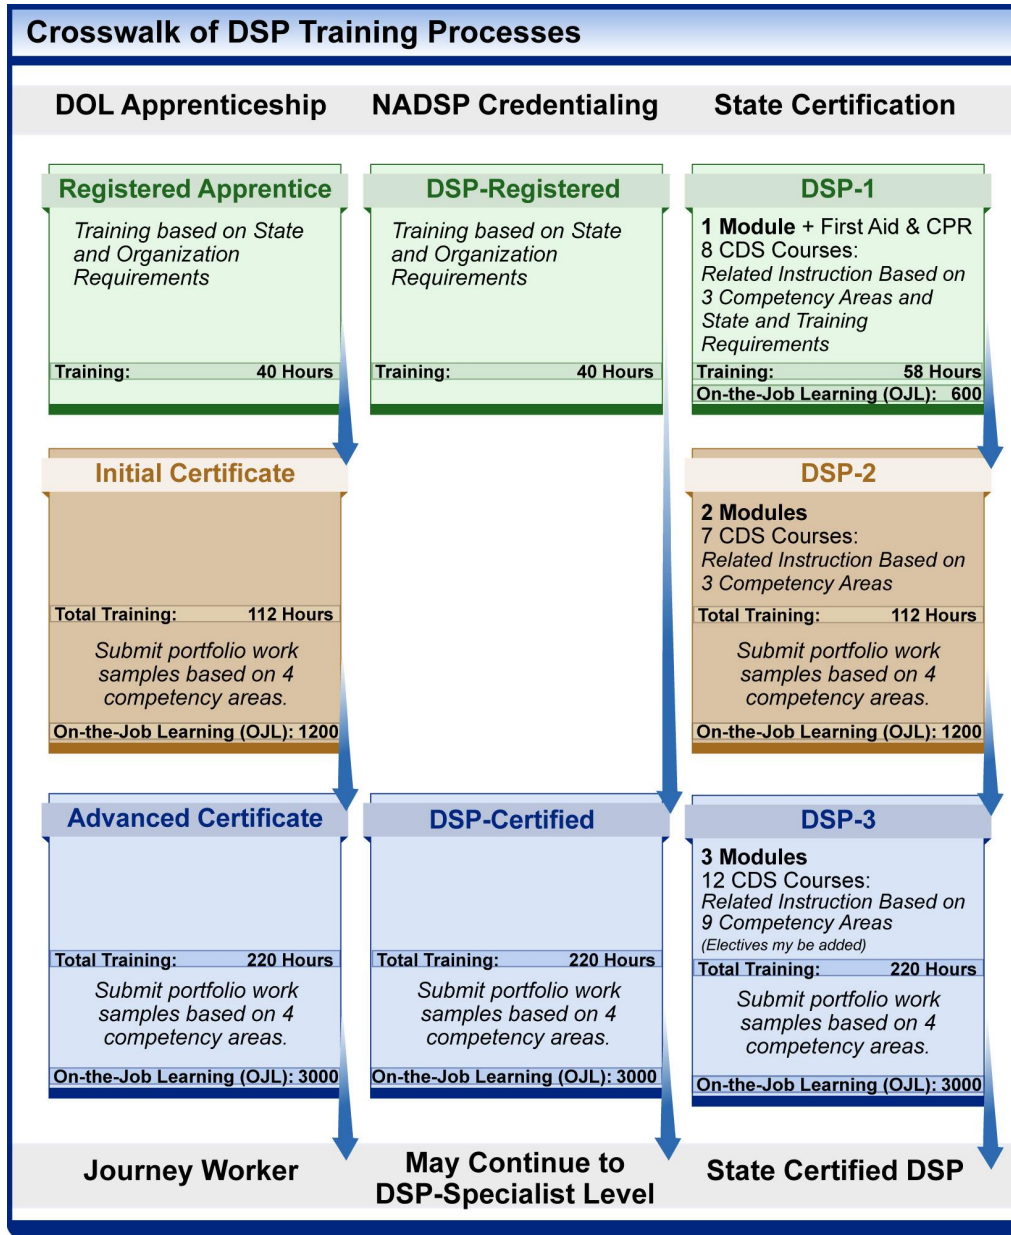 Crosswalk of DSP Training Processes
DOL Apprenticeship
NADSP Credentialing
State Certification
Registered Apprentice
Training based on State
and Organization
Requirements
Training: 40 Hours
DSP-Registered
Training based on State
and Organization
Requirements
Training: 40 Hours
DSP-1
1 Module + First Aid & CPR
8 CDS Courses:
Related Instruction Based on
3 Competency Areas and
State and Training
Requirements
Training: 58 Hours
On-the-Job Learning (OJL): 600
Initial Certificate
Total Training: 112 Hours
Submit portfolio work
samples based on 4
competency areas.
On-the-Job Learning (OJL): 1200
DSP-2
2 Modules
7 CDS Courses:
Related Instruction Based on
3 Competency Areas
Total Training: 112 Hours
Submit portfolio work
samples based on 4
competency areas.
On-the-Job Learning (OJL): 1200
Advanced Certificate
Total Training: 220 Hours
Submit portfolio work
samples based on 4
competency areas.
On-the-Job Learning (OJL): 3000
DSP-Certified
Total Training: 220 Hours
Submit portfolio work
samples based on 4
competency areas.
On-the-Job Learning (OJL): 3000
DSP-3
3 Modules
12 CDS Courses:
Related Instruction Based on
9 Competency Areas
(Electives my be added)
Total Training: 220 Hours
Submit portfolio work
samples based on 4
competency areas.
On-the-Job Learning (OJL): 3000
Journey Worker
May Continue to
DSP-Specialist Level
State Certified DSP